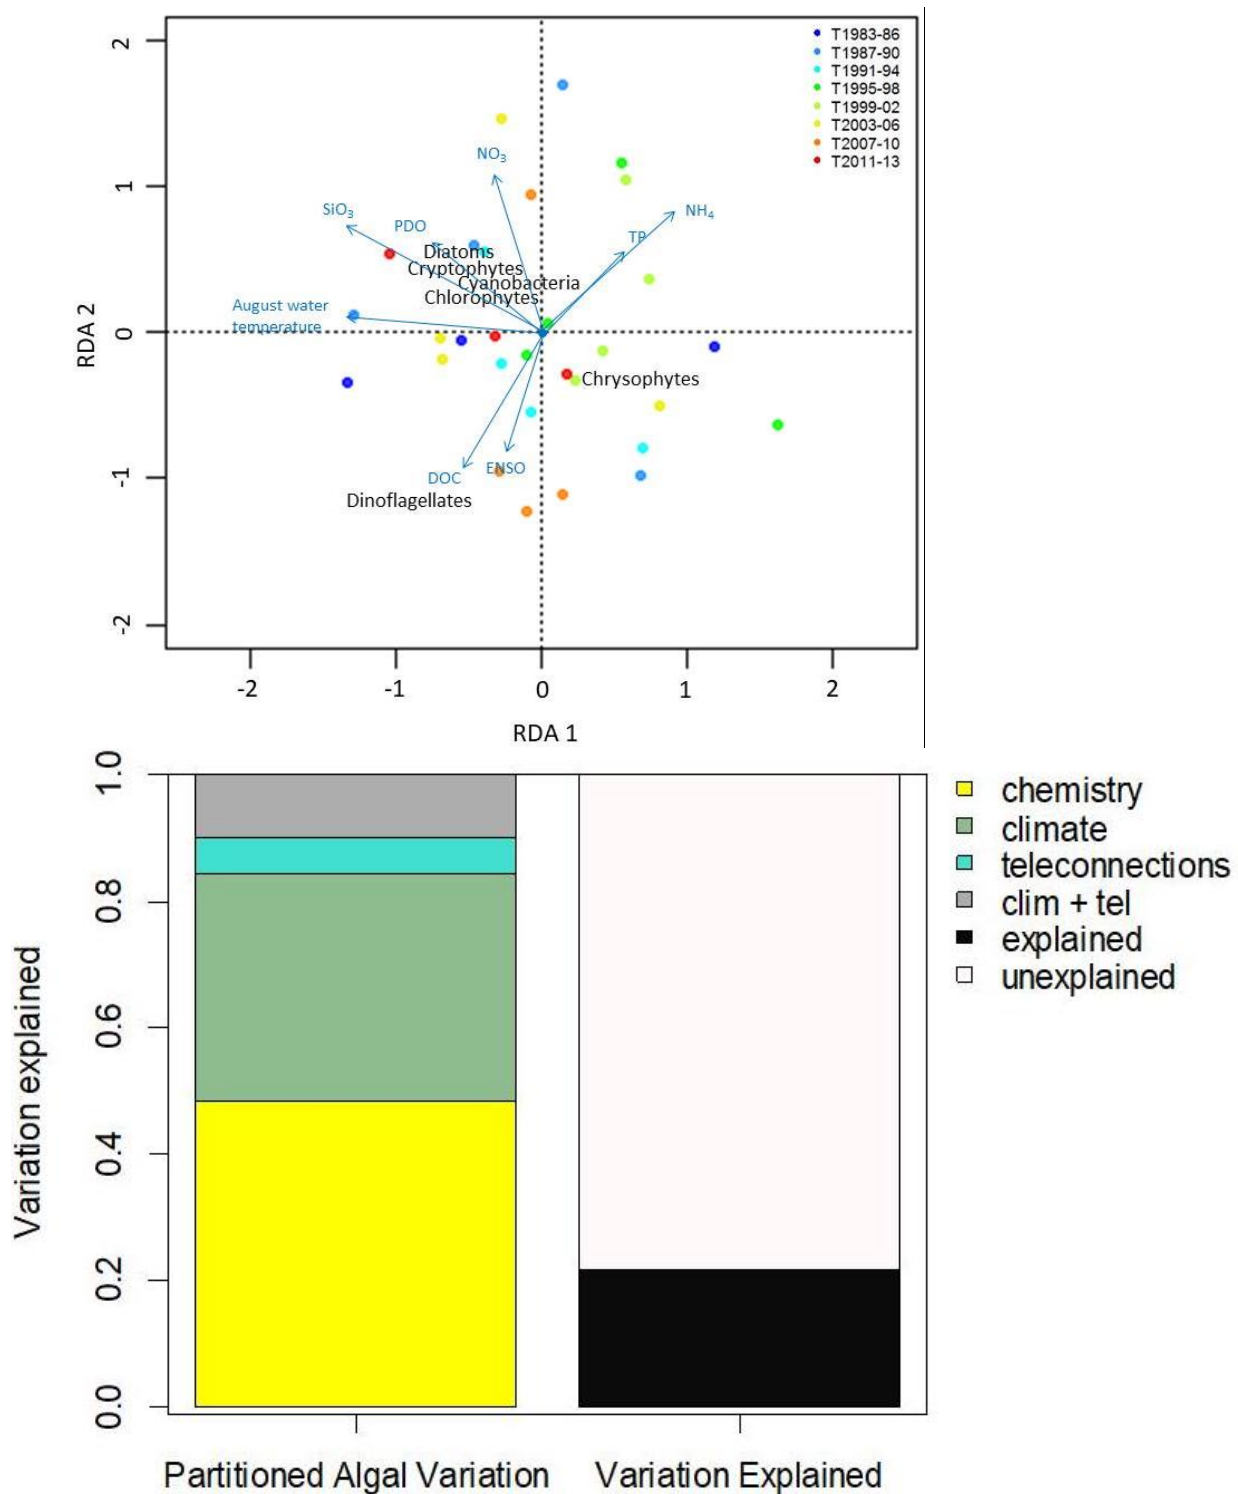 2
T1983-86
T1987-90
T1991-94
T1995-98
T1999-02
T2003-06
T2007-10
T2011-13
NO3
1
SiO3
NH4
PDO
TP
Diatoms
Cryptophytes
Cyanobacteria
Chlorophytes
August water
temperature
RDA 2
0
Chrysophytes
-1
DOC
ENSO
Dinoflagellates
-2
-2 -1 0 1 2
RDA 1
1.0
0.8
0.6
0.4
0.2
0.0
Variation explained
chemistry
climate
teleconnections
clim + tel
explained
unexplained
Partitioned Algal Variation
Variation Explained